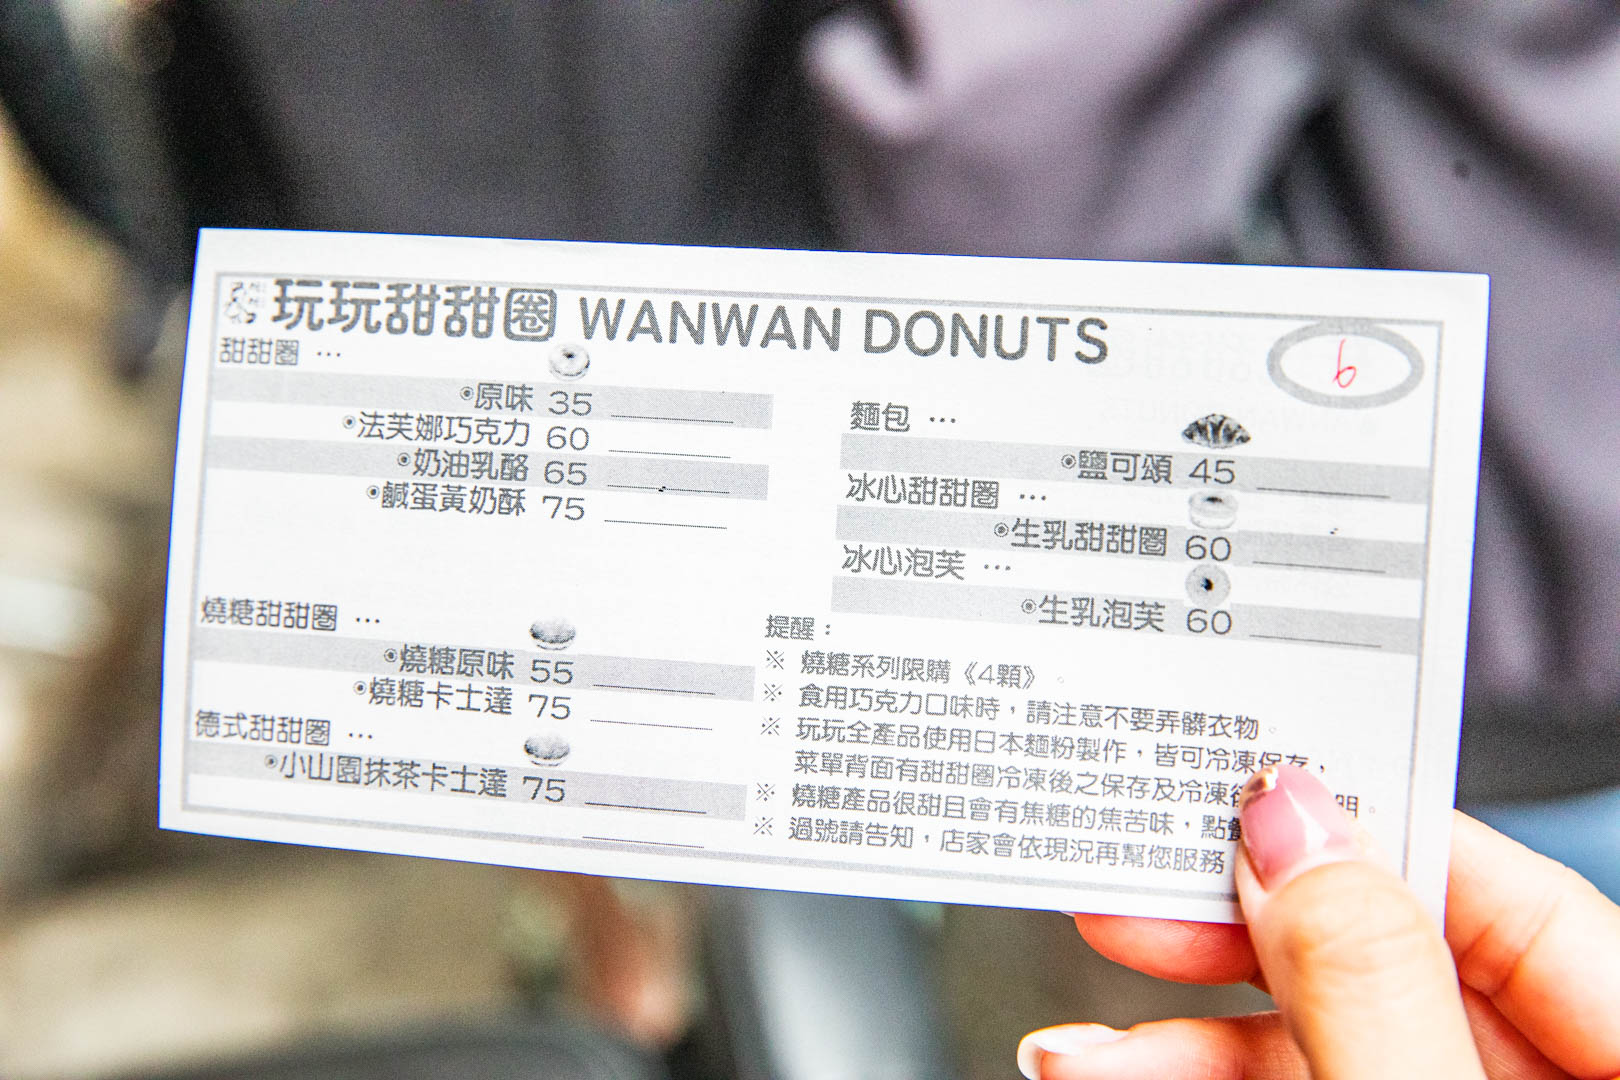 玩玩甜甜圈 WANWAN DONUTS
6
甜甜圈 …
◉原味 35
◉法芙娜巧克力 60
◉奶油乳酪 65
◉鹹蛋黃奶酥 75
燒糖甜甜圈 …
◉燒糖原味 55
◉燒糖卡士達 75
德式甜甜圈 …
◉小山園抹茶卡士達 75
麵包 …
◉鹽可頌 45
冰心甜甜圈 …
◉生乳甜甜圈 60
冰心泡芙 …
◉生乳泡芙 60
提醒：
※ 燒糖系列限購《4顆》。
※ 食用巧克力口味時，請注意不要弄髒衣物。
※ 玩玩全產品使用日本麵粉製作，皆可冷凍保存，
菜單背面有甜甜圈冷凍後之保存及冷凍 明。
※ 燒糖產品很甜且會有焦糖的焦苦味，點
※ 過號請告知，店家會依現況再幫您服務